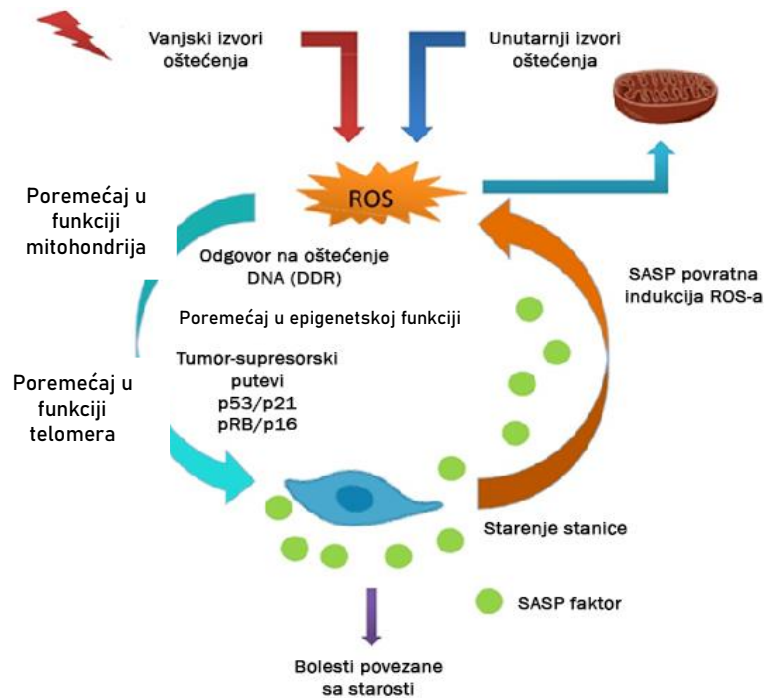 Vanjski izvori
oštećenja
Unutarnji izvori
oštećenja
ROS
Poremećaj u
funkciji
mitohondrija
Odgovor na oštećenje
DNA (DDR)
SASP povratna
indukcija ROS-a
Poremećaj u epigenetskoj funkciji
Tumor-supresorski
putevi
p53/p21
pRB/p16
Poremećaj u
funkciji
telomera
Starenje stanice
SASP faktor
Bolesti povezane
sa starosti